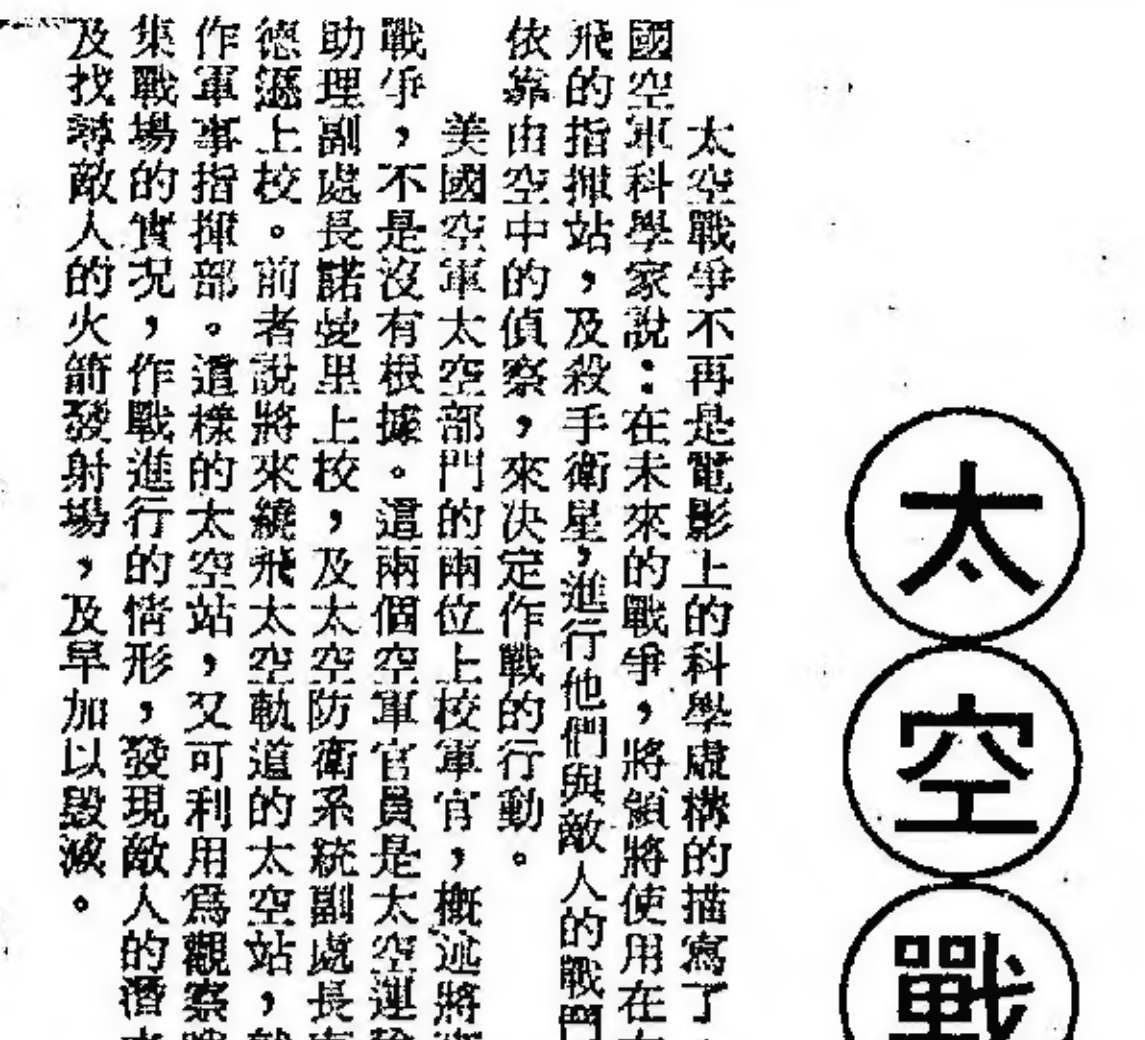 太空戰
太空戰爭不再是電影上的科學虛構的描寫了
國空軍科學家說：在未來的戰爭，將領將使用在
飛的指揮站，及殺手衛星，進行他們與敵人的戰鬥
依靠由空中的偵察，來決定作戰的行動。
美國空軍太空部門的兩位上校軍官，概述將
戰爭，不是沒有根據。這兩個空軍官員是太空運
助理副處長諾曼里上校，及太空防衛系統副處長
德遜上校。前者說將來繞飛太空軌道的太空站，
作軍事指揮部。這樣的太空站，又可利用爲觀察
集戰場的實况，作戰進行的情形，發現敵人的潛
及找尋敵人的火箭發射場，及早加以毀滅。